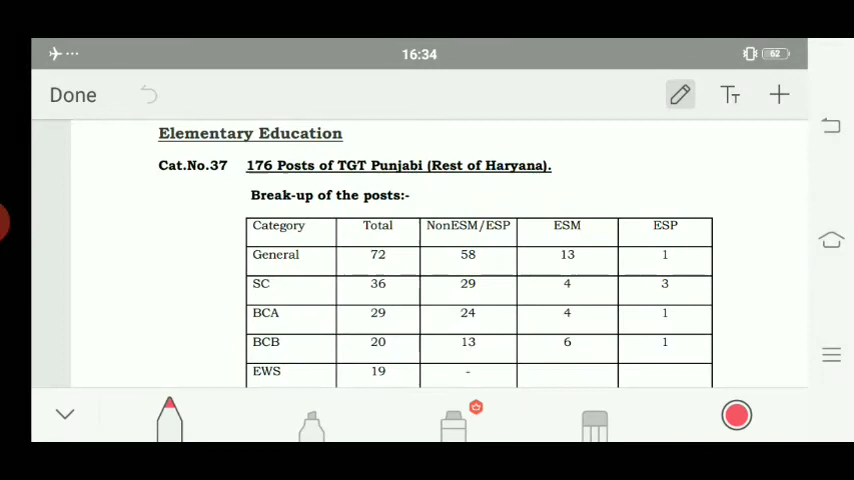 16:34
62
Done
Elementary Education
Cat.No.37 176 Posts of TGT Punjabi (Rest of Haryana).
Break-up of the posts:-
Category Total NonESM/ESP ESM ESP
General 72 58 13 1
SC 36 29 4 3
BCA 29 24 4 1
BCB 20 13 6 1
EWS 19 -